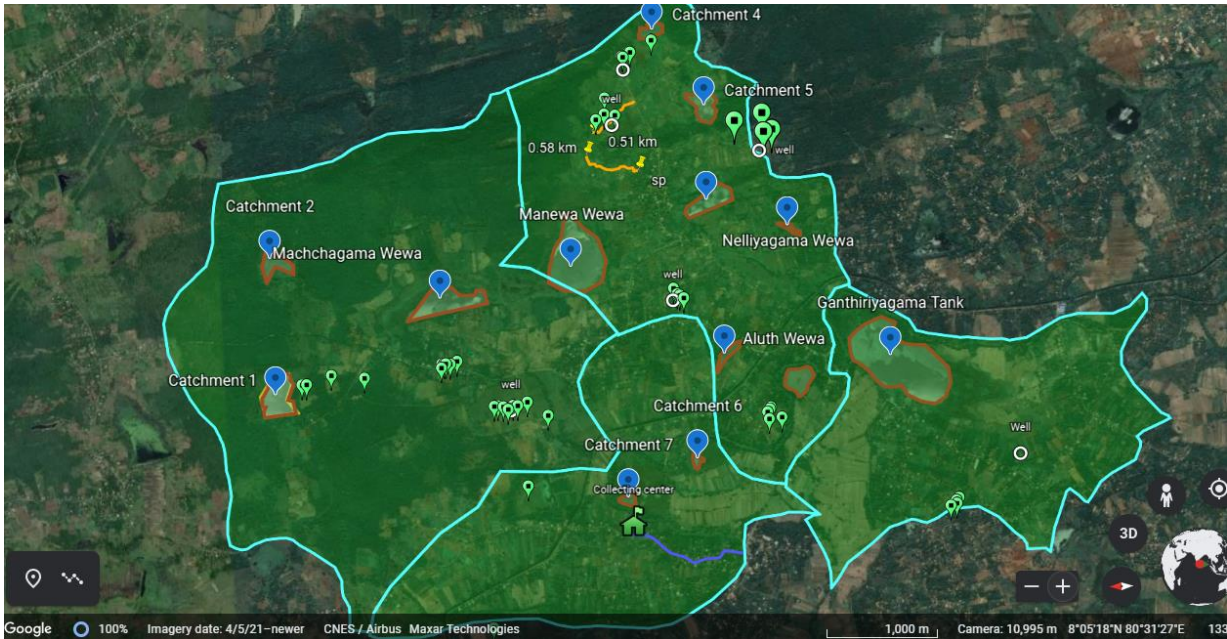 Catchment 4
Catchment 5
well
0.58 km
0.51 km
well
sp
Catchment 2
Manewa Wewa
Machchagama Wewa
Nelliyagama Wewa
well
Ganthiriyagama Tank
Aluth Wewa
Catchment 1
well
Catchment 6
Well
Catchment 7
Collecting center
3D
Google
100%
Imagery date: 4/5/21–newer
CNES / Airbus Maxar Technologies
1,000 m
Camera: 10,995 m
8°05'18"N 80°31'27"E
133